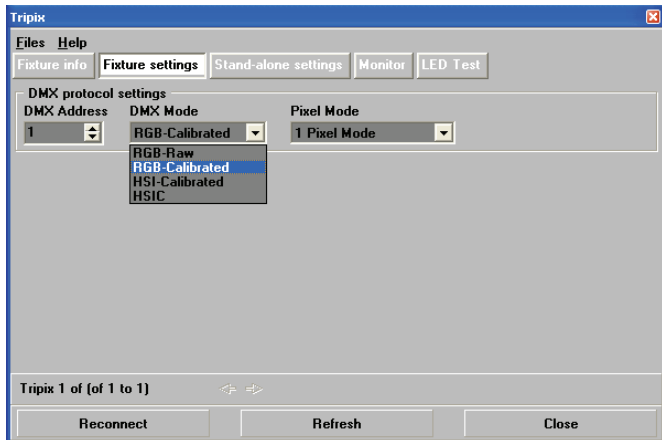 Tripix
Files Help
Fixture info Fixture settings Stand-alone settings Monitor LED Test
DMX protocol settings
DMX Address DMX Mode Pixel Mode
1 RGB-Calibrated 1 Pixel Mode
RGB-Raw
RGB-Calibrated
HSI-Calibrated
HSIC
Tripix 1 of (of 1 to 1)
Reconnect Refresh Close